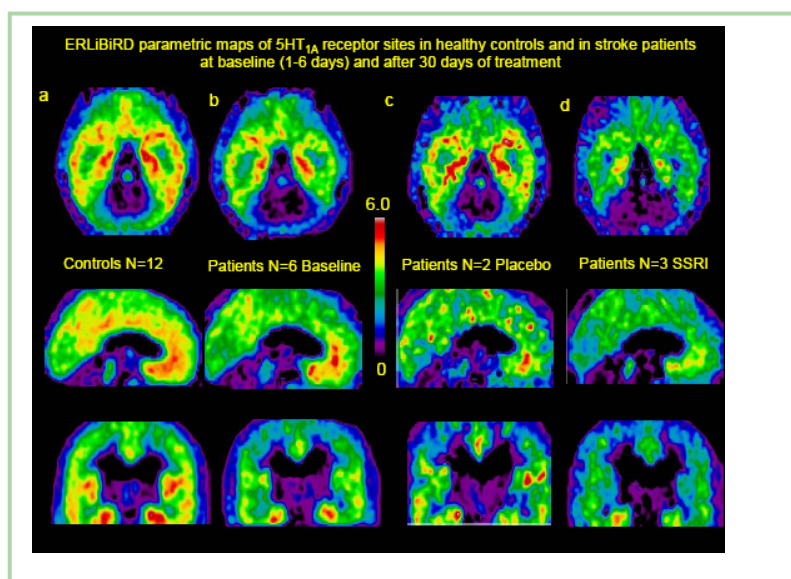 ERLiBiRD parametric maps of 5HT1A receptor sites in healthy controls and in stroke patients
at baseline (1-6 days) and after 30 days of treatment
a b c d
6.0
Controls N=12 Patients N=6 Baseline Patients N=2 Placebo Patients N=3 SSRI
0